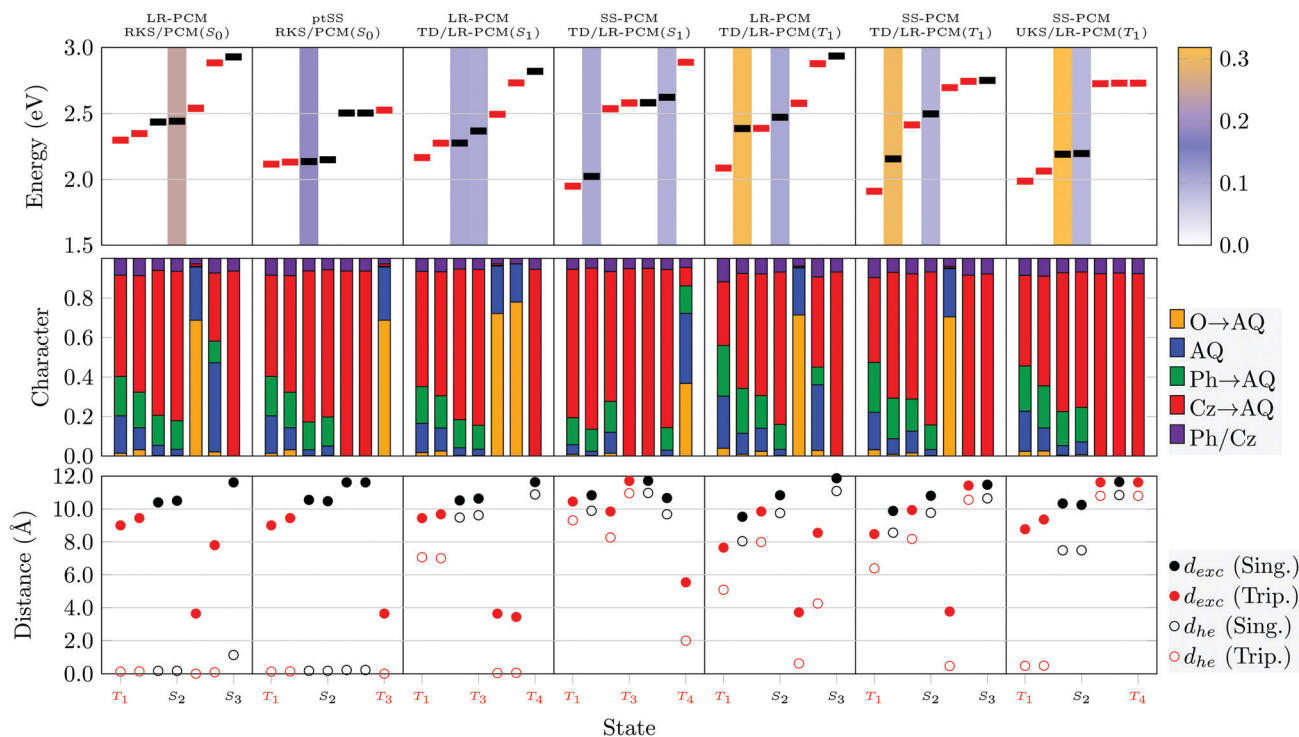 LR-PCM
RKS/PCM(S₀)
ptSS
RKS/PCM(S₀)
LR-PCM
TD/LR-PCM(S₁)
SS-PCM
TD/LR-PCM(S₁)
LR-PCM
TD/LR-PCM(T₁)
SS-PCM
TD/LR-PCM(T₁)
SS-PCM
UKS/LR-PCM(T₁)
Energy (eV)
3.0
2.5
2.0
1.5
0.3
0.2
0.1
0.0
Character
0.8
0.6
0.4
0.2
0.0
O→AQ
AQ
Ph→AQ
Cz→AQ
Ph/Cz
Distance (Å)
12.0
10.0
8.0
6.0
4.0
2.0
0.0
d_exc (Sing.)
d_exc (Trip.)
d_he (Sing.)
d_he (Trip.)
T₁ S₂ S₃ T₁ S₂ T₃ T₁ T₃ T₄ T₁ T₃ T₄ T₁ S₂ S₃ T₁ S₂ S₃ T₁ S₂ T₄
State